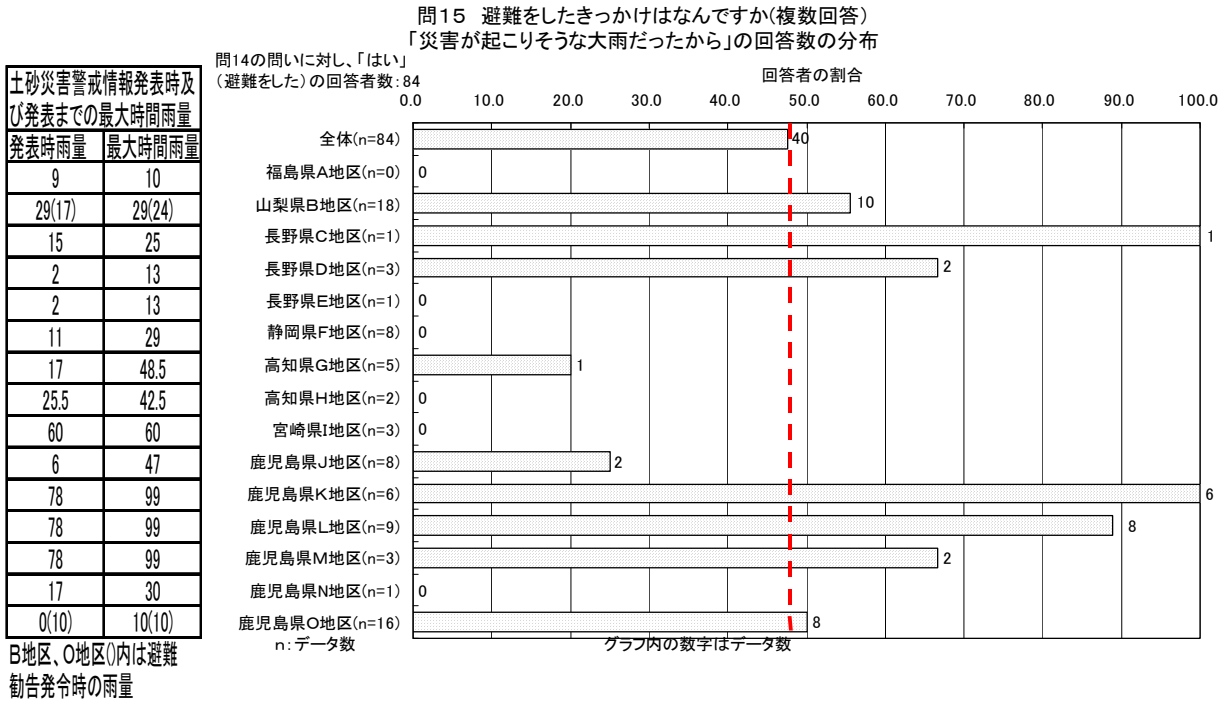 問15 避難をしたきっかけはなんですか(複数回答)
「災害が起こりそうな大雨だったから」の回答数の分布
問14の問いに対し、「はい」
(避難をした)の回答者数:84
回答者の割合
0.0 10.0 20.0 30.0 40.0 50.0 60.0 70.0 80.0 90.0 100.0
土砂災害警戒情報発表時及
び発表までの最大時間雨量
発表時雨量 最大時間雨量
全体(n=84) 40
9 10 福島県A地区(n=0) 0
29(17) 29(24) 山梨県B地区(n=18) 10
15 25 長野県C地区(n=1) 1
2 13 長野県D地区(n=3) 2
2 13 長野県E地区(n=1) 0
11 29 静岡県F地区(n=8) 0
17 48.5 高知県G地区(n=5) 1
25.5 42.5 高知県H地区(n=2) 0
60 60 宮崎県I地区(n=3) 0
6 47 鹿児島県J地区(n=8) 2
78 99 鹿児島県K地区(n=6) 6
78 99 鹿児島県L地区(n=9) 8
78 99 鹿児島県M地区(n=3) 2
17 30 鹿児島県N地区(n=1) 0
0(10) 10(10) 鹿児島県O地区(n=16) 8
n:データ数 グラフ内の数字はデータ数
B地区、O地区()内は避難
勧告発令時の雨量